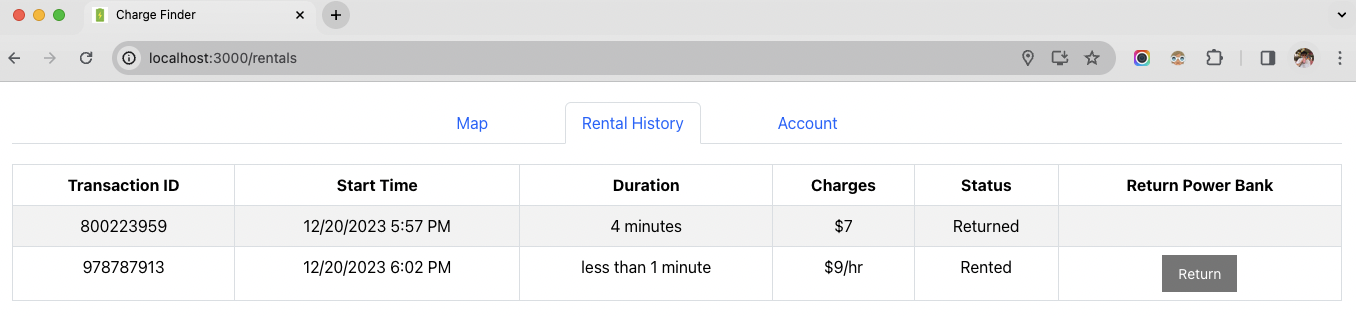 Charge Finder
localhost:3000/rentals
Map Rental History Account
Transaction ID Start Time Duration Charges Status Return Power Bank
800223959 12/20/2023 5:57 PM 4 minutes $7 Returned
978787913 12/20/2023 6:02 PM less than 1 minute $9/hr Rented Return